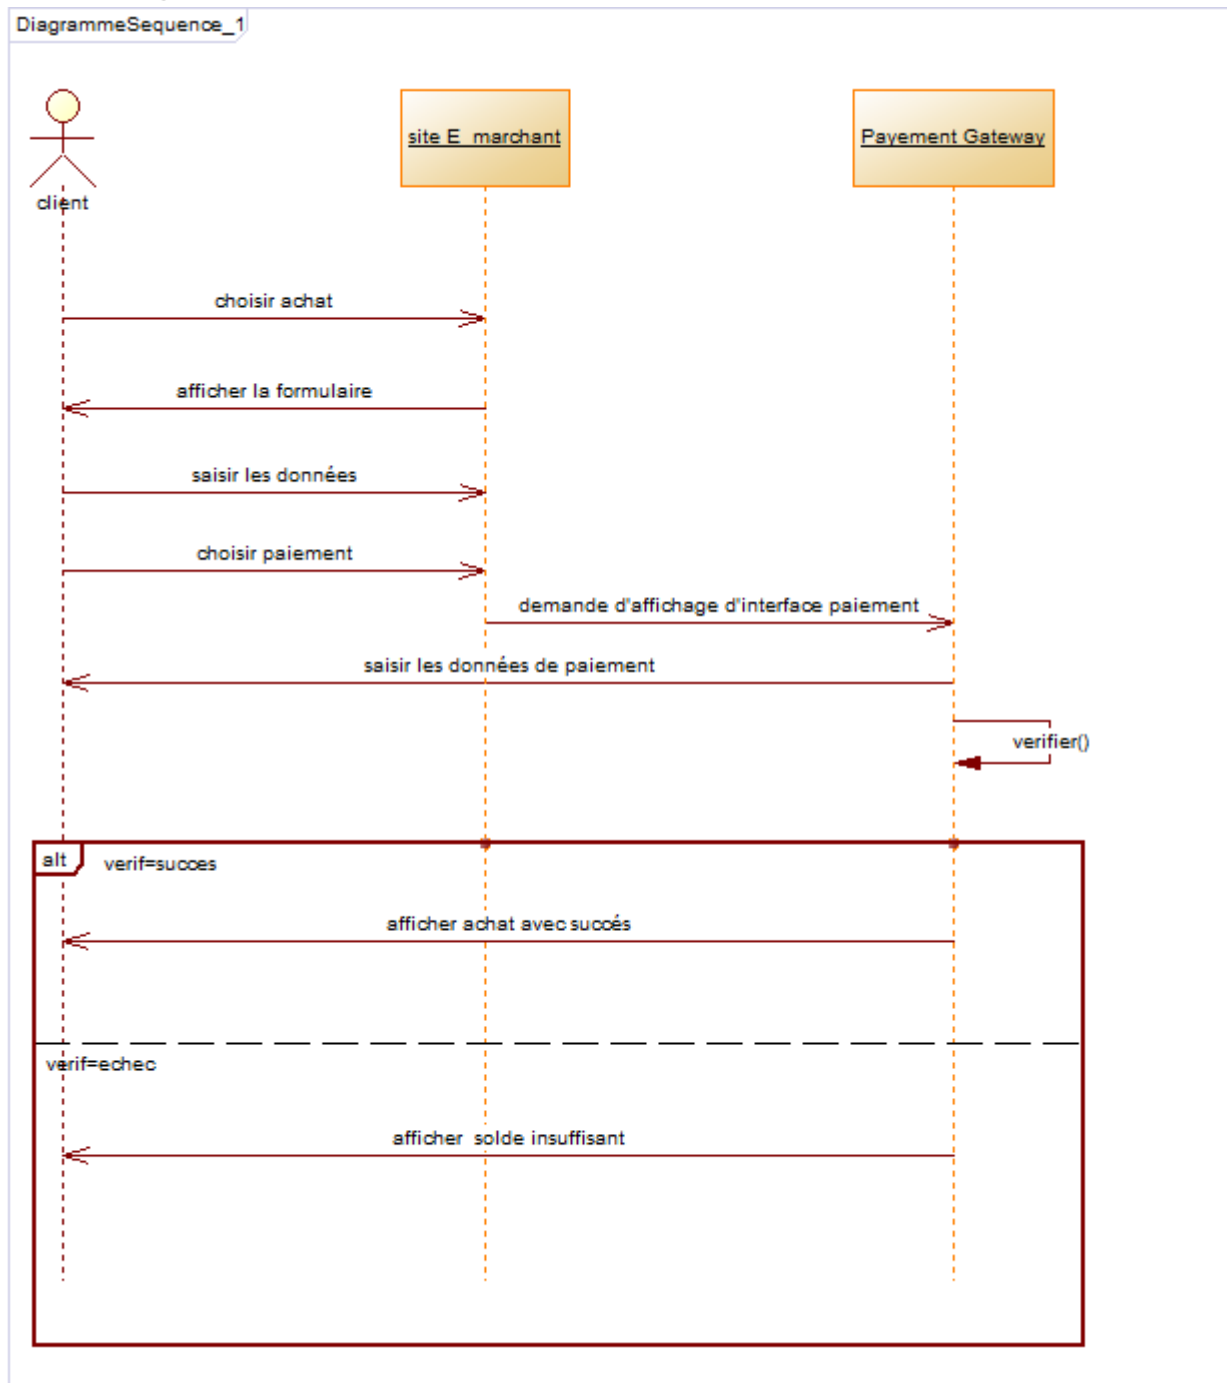 DiagrammeSequence_1
site E_marchant
Payement Gateway
client
choisir achat
afficher la formulaire
saisir les données
choisir paiement
demande d'affichage d'interface paiement
saisir les données de paiement
verifier()
alt
verif=succes
afficher achat avec succés
verif=echec
afficher solde insuffisant